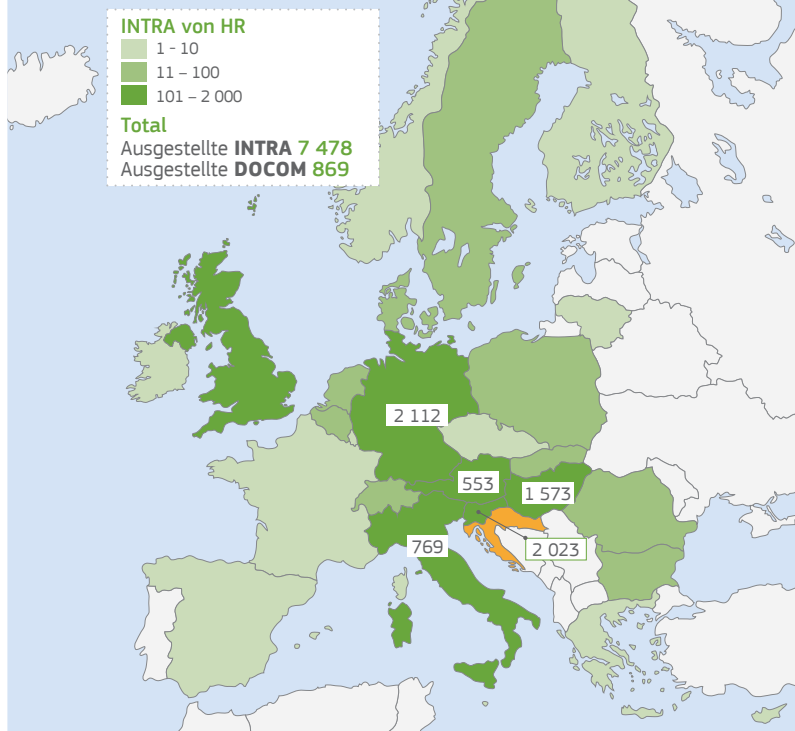 INTRA von HR
1 - 10
11 – 100
101 – 2 000
Total
Ausgestellte INTRA 7 478
Ausgestellte DOCOM 869
2 112
553
1 573
769
2 023